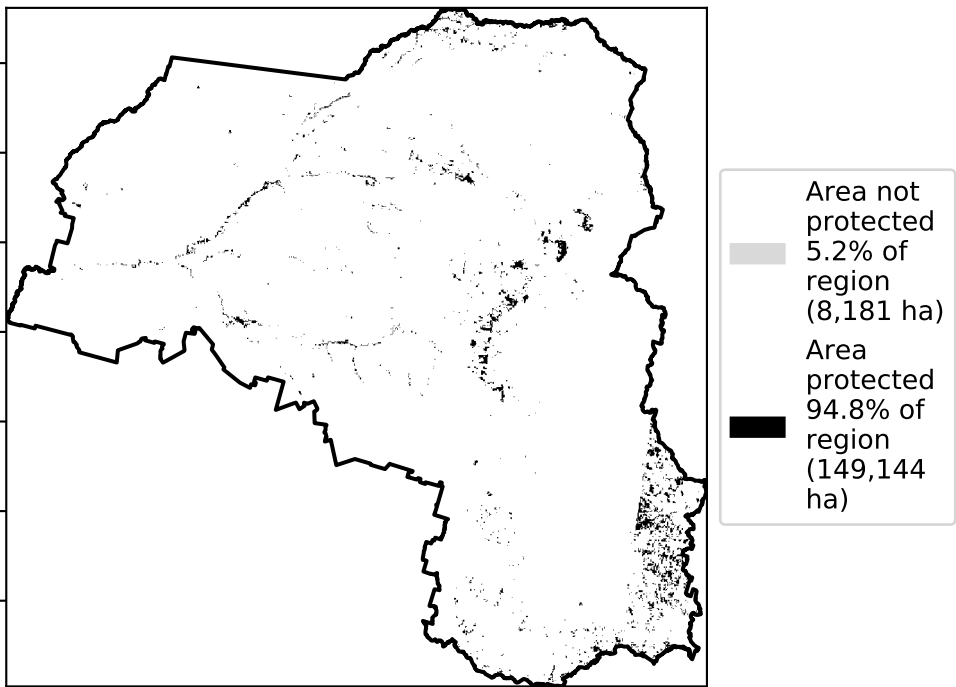 Area not
protected
5.2% of
region
(8,181 ha)
Area
protected
94.8% of
region
(149,144
ha)